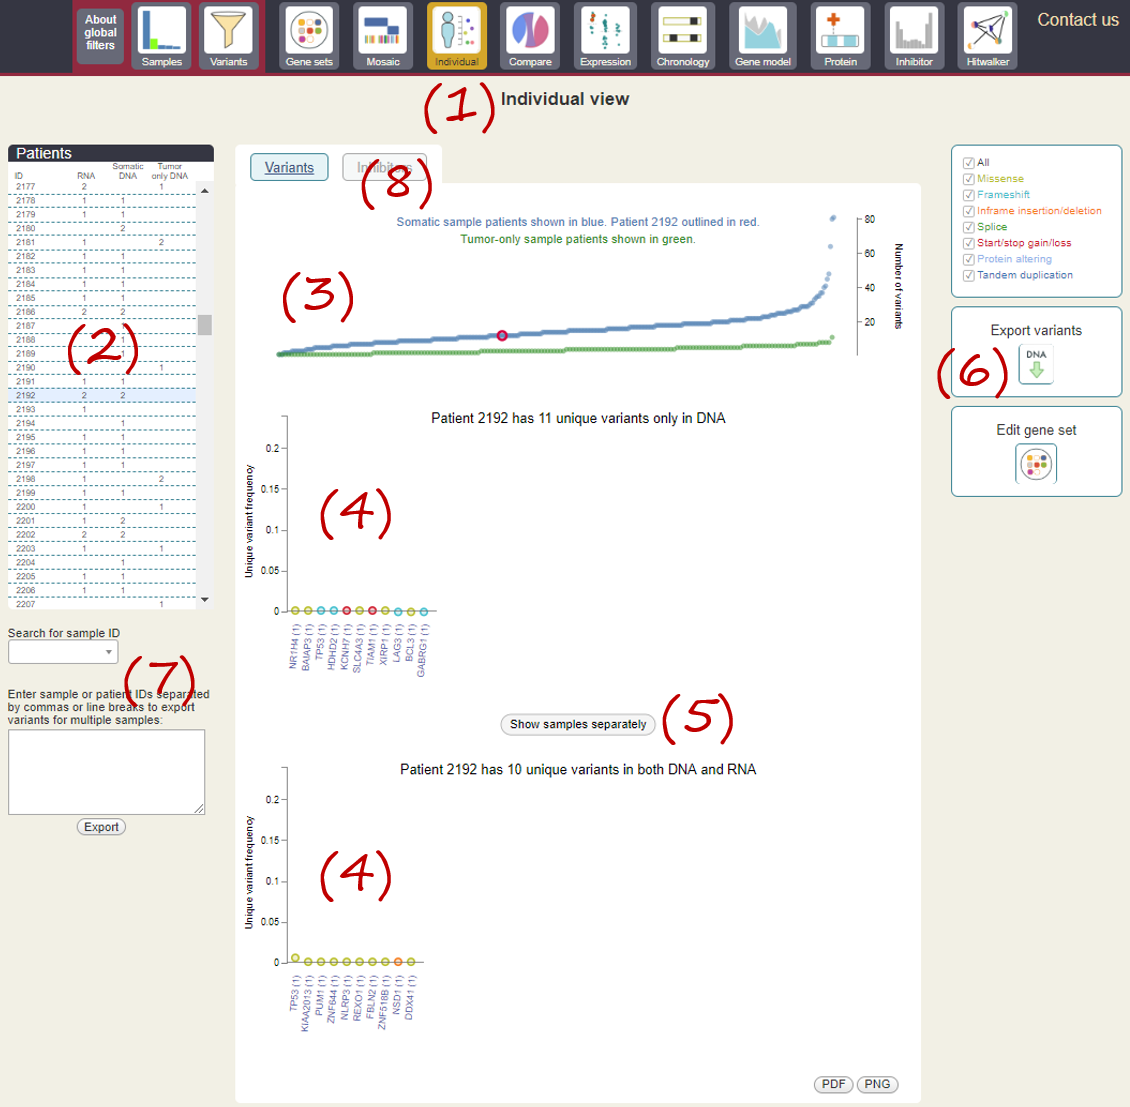 About
global
filters
Samples
Variants
Gene sets
Mosaic
Individual
Compare
Expression
Chronology
Gene model
Protein
Inhibitor
Hitwalker
Contact us
(1)
Individual view
Patients
ID RNA Somatic DNA Tumor only DNA
2177 2 1
2178 1 1
2179 1 1
2180 2
2181 1 2
2182 1 1
2183 1 1
2184 1 1
2185 1 1
2186 2 2
2187
2188
2189
2190 1
2191 1 1
2192 2 2
2193 1
2194 1
2195 1 1
2196 1 1
2197 1 1
2198 1 2
2199 1 1
2200 1 1
2201 1 2
2202 2 2
2203 1 1
2204 1
2205 1 1
2206 1 1
2207 1
(2)
Search for sample ID
(7)
Enter sample or patient IDs separated
by commas or line breaks to export
variants for multiple samples:
Export
Variants
Inhibitors
(8)
Somatic sample patients shown in blue. Patient 2192 outlined in red.
Tumor-only sample patients shown in green.
(3)
80
60
40
20
Number of variants
Patient 2192 has 11 unique variants only in DNA
Unique variant frequency
0.2
0.15
0.1
0.05
0
(4)
NR1H4 (1)
BAIAP3 (1)
TP53 (1)
HDHD2 (1)
KCNH7 (1)
SLC4A3 (1)
TIAM1 (1)
XIRP1 (1)
LAG3 (1)
BCL3 (1)
GABRG1 (1)
Show samples separately
(5)
Patient 2192 has 10 unique variants in both DNA and RNA
Unique variant frequency
0.2
0.15
0.1
0.05
0
(4)
TP53 (1)
KIAA2013 (1)
PUM1 (1)
ZNF644 (1)
NLRP3 (1)
REXO1 (1)
FBLN2 (1)
ZNF518B (1)
NSD1 (1)
DDX41 (1)
PDF
PNG
All
Missense
Frameshift
Inframe insertion/deletion
Splice
Start/stop gain/loss
Protein altering
Tandem duplication
Export variants
DNA
(6)
Edit gene set